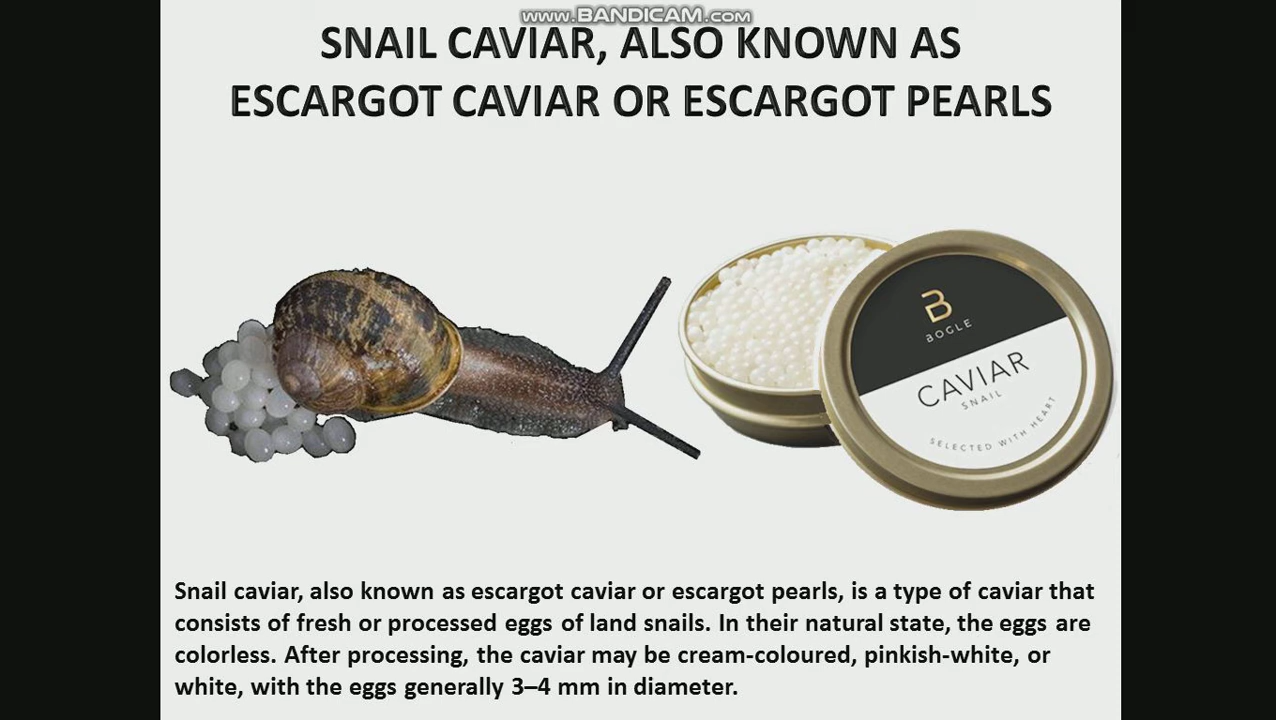 www.BANDICAM.com
SNAIL CAVIAR, ALSO KNOWN AS
ESCARGOT CAVIAR OR ESCARGOT PEARLS
B
BOGLE
CAVIAR
SNAIL
SELECTED WITH HEART
Snail caviar, also known as escargot caviar or escargot pearls, is a type of caviar that
consists of fresh or processed eggs of land snails. In their natural state, the eggs are
colorless. After processing, the caviar may be cream-coloured, pinkish-white, or
white, with the eggs generally 3–4 mm in diameter.